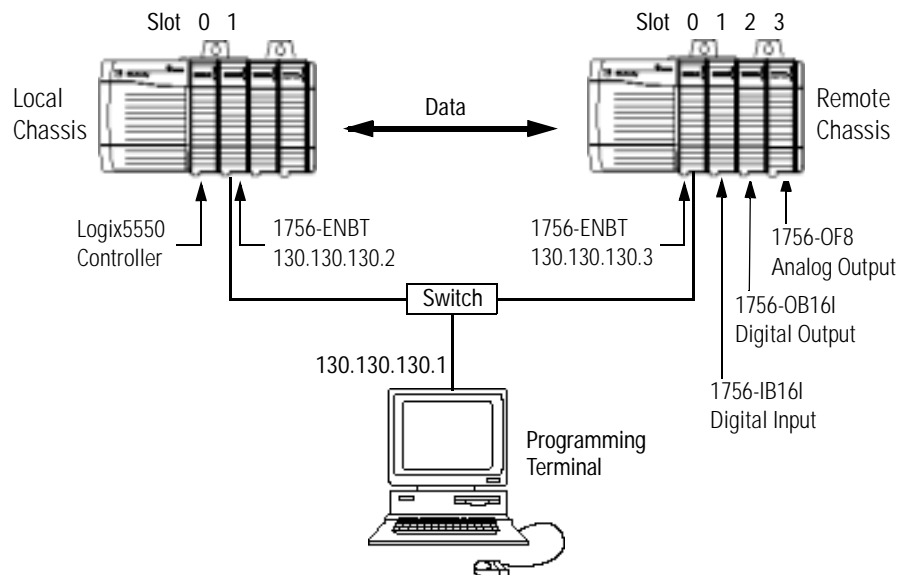 Slot 0 1
Slot 0 1 2 3
Local
Chassis
Data
Remote
Chassis
Logix5550
Controller
1756-ENBT
130.130.130.2
1756-ENBT
130.130.130.3
1756-OF8
Analog Output
Switch
1756-OB16I
Digital Output
130.130.130.1
1756-IB16I
Digital Input
Programming
Terminal